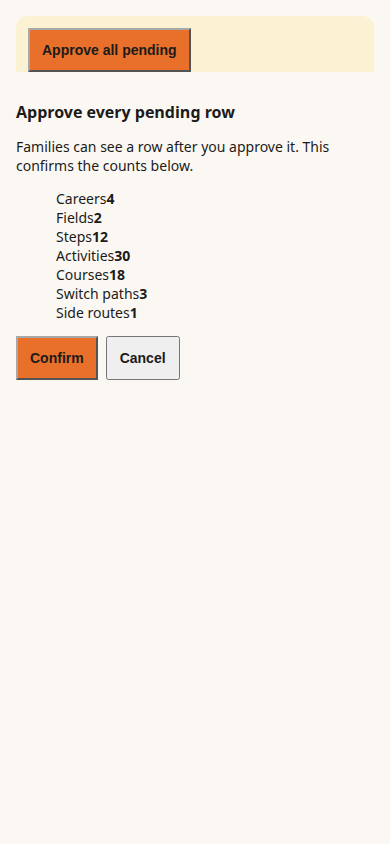 Approve all pending
Approve every pending row
Families can see a row after you approve it. This
confirms the counts below.
Careers4
Fields2
Steps12
Activities30
Courses18
Switch paths3
Side routes1
Confirm Cancel